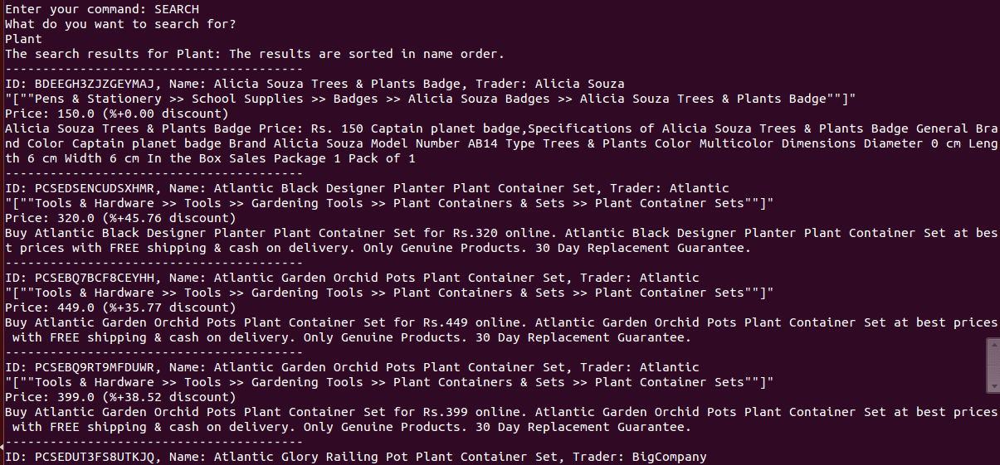 Enter your command: SEARCH
What do you want to search for?
Plant
The search results for Plant: The results are sorted in name order.
----------------------------------------
ID: BDEEGH3ZJZGEYMAJ, Name: Alicia Souza Trees & Plants Badge, Trader: Alicia Souza
"[""Pens & Stationery >> School Supplies >> Badges >> Alicia Souza Badges >> Alicia Souza Trees & Plants Badge""]"
Price: 150.0 (%+0.00 discount)
Alicia Souza Trees & Plants Badge Price: Rs. 150 Captain planet badge,Specifications of Alicia Souza Trees & Plants Badge General Bra
nd Color Captain planet badge Brand Alicia Souza Model Number AB14 Type Trees & Plants Color Multicolor Dimensions Diameter 0 cm Leng
th 6 cm Width 6 cm In the Box Sales Package 1 Pack of 1
----------------------------------------
ID: PCSEDSENCUDSXHMR, Name: Atlantic Black Designer Planter Plant Container Set, Trader: Atlantic
"[""Tools & Hardware >> Tools >> Gardening Tools >> Plant Containers & Sets >> Plant Container Sets""]"
Price: 320.0 (%+45.76 discount)
Buy Atlantic Black Designer Planter Plant Container Set for Rs.320 online. Atlantic Black Designer Planter Plant Container Set at bes
t prices with FREE shipping & cash on delivery. Only Genuine Products. 30 Day Replacement Guarantee.
----------------------------------------
ID: PCSEBQ7BCF8CEYHH, Name: Atlantic Garden Orchid Pots Plant Container Set, Trader: Atlantic
"[""Tools & Hardware >> Tools >> Gardening Tools >> Plant Containers & Sets >> Plant Container Sets""]"
Price: 449.0 (%+35.77 discount)
Buy Atlantic Garden Orchid Pots Plant Container Set for Rs.449 online. Atlantic Garden Orchid Pots Plant Container Set at best prices
 with FREE shipping & cash on delivery. Only Genuine Products. 30 Day Replacement Guarantee.
----------------------------------------
ID: PCSEBQ9RT9MFDUWR, Name: Atlantic Garden Orchid Pots Plant Container Set, Trader: Atlantic
"[""Tools & Hardware >> Tools >> Gardening Tools >> Plant Containers & Sets >> Plant Container Sets""]"
Price: 399.0 (%+38.52 discount)
Buy Atlantic Garden Orchid Pots Plant Container Set for Rs.399 online. Atlantic Garden Orchid Pots Plant Container Set at best prices
 with FREE shipping & cash on delivery. Only Genuine Products. 30 Day Replacement Guarantee.
----------------------------------------
ID: PCSEDUT3FS8UTKJQ, Name: Atlantic Glory Railing Pot Plant Container Set, Trader: BigCompany